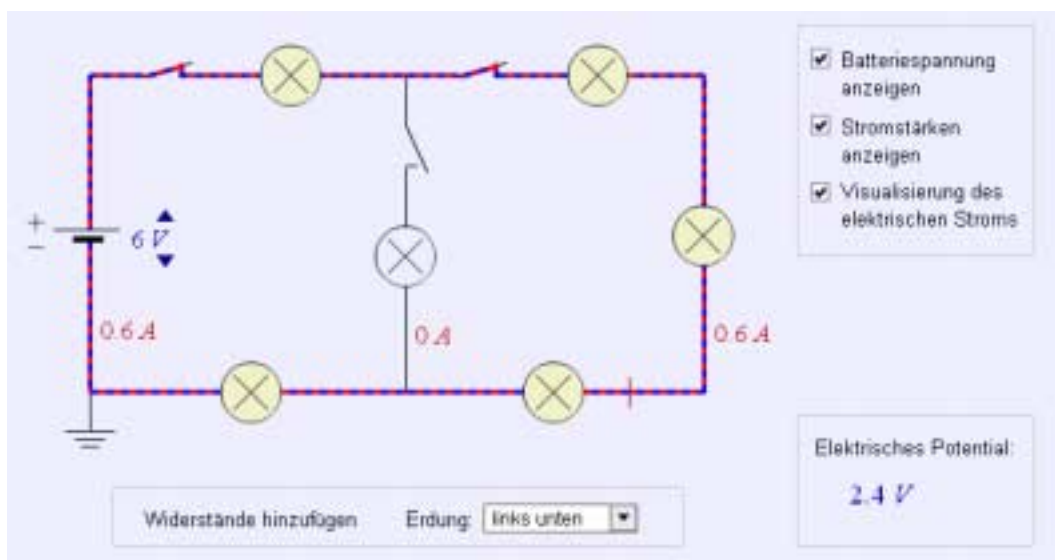 Batteriespannung
anzeigen
Stromstärken
anzeigen
Visualisierung des
elektrischen Stroms
+
−
6 V
0.6 A
0 A
0.6 A
Elektrisches Potential:
2.4 V
Widerstände hinzufügen Erdung: links unten